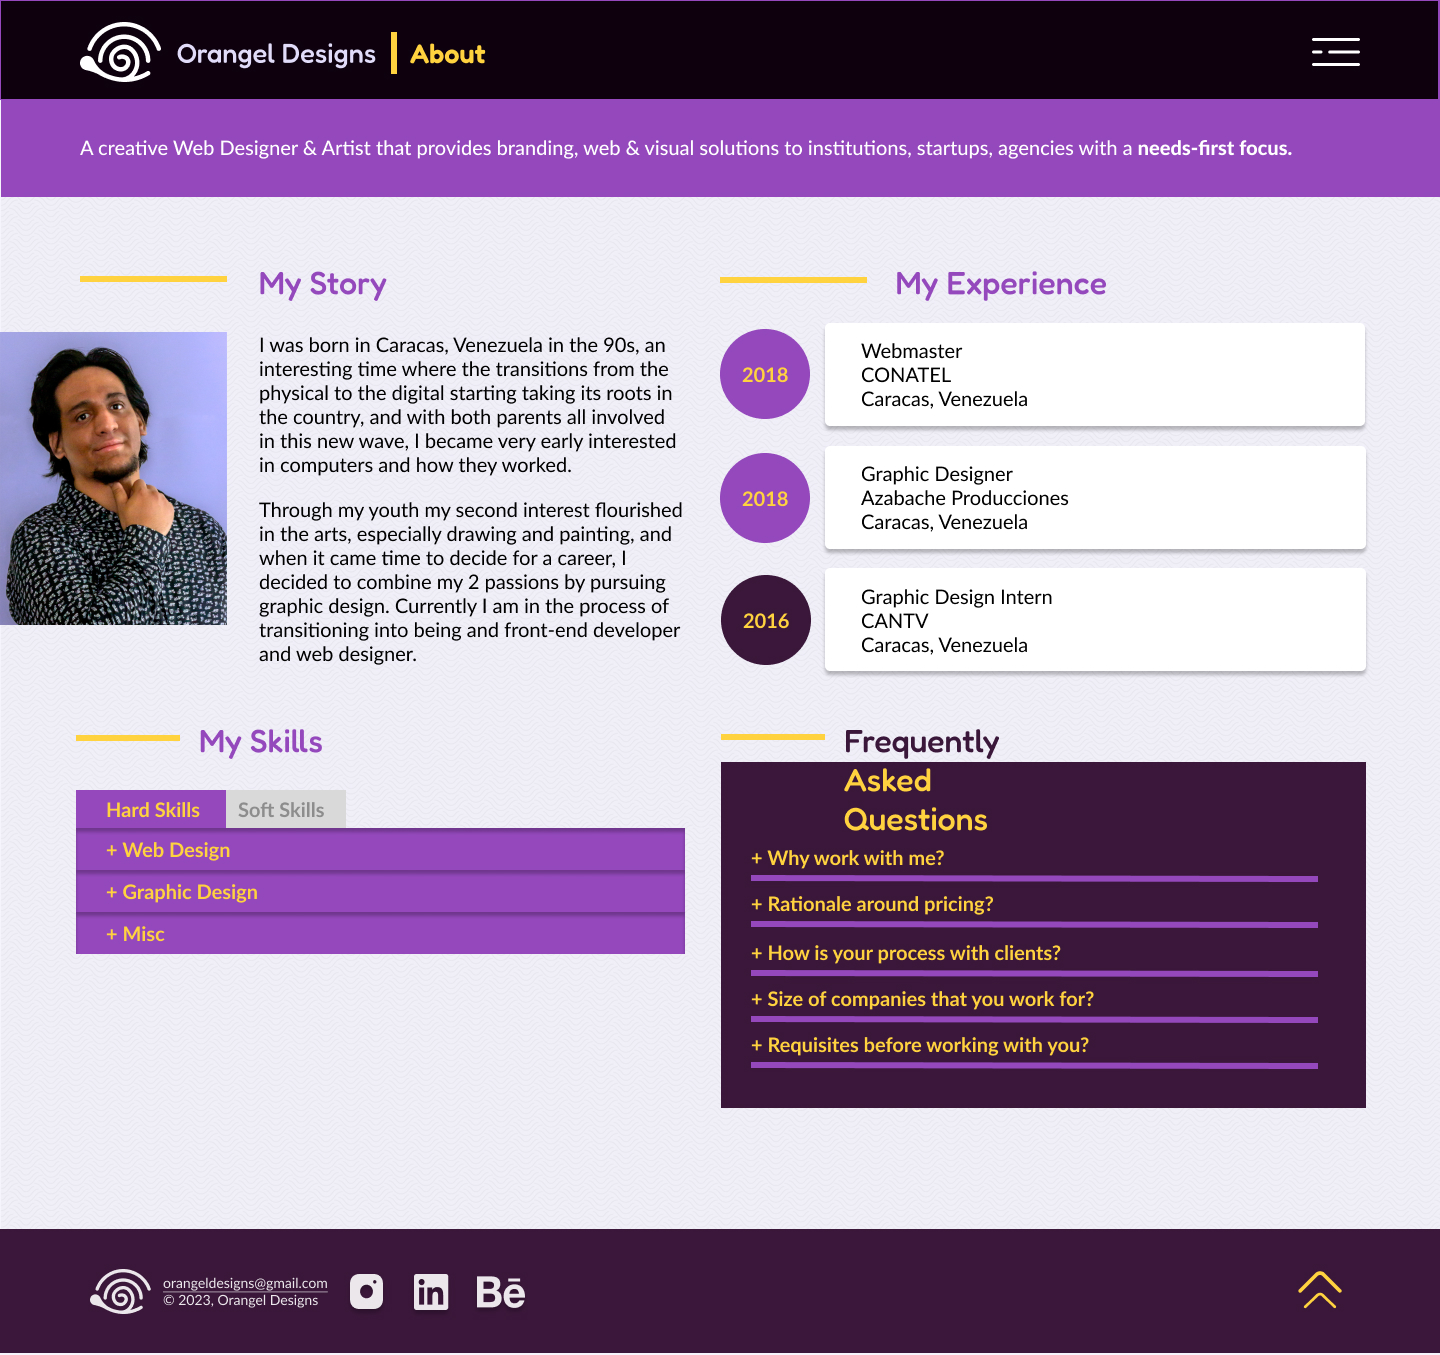 Orangel Designs | About
A creative Web Designer & Artist that provides branding, web & visual solutions to institutions, startups, agencies with a needs-first focus.
My Story
I was born in Caracas, Venezuela in the 90s, an
interesting time where the transitions from the
physical to the digital starting taking its roots in
the country, and with both parents all involved
in this new wave, I became very early interested
in computers and how they worked.
Through my youth my second interest flourished
in the arts, especially drawing and painting, and
when it came time to decide for a career, I
decided to combine my 2 passions by pursuing
graphic design. Currently I am in the process of
transitioning into being and front-end developer
and web designer.
My Experience
2018
Webmaster
CONATEL
Caracas, Venezuela
2018
Graphic Designer
Azabache Producciones
Caracas, Venezuela
2016
Graphic Design Intern
CANTV
Caracas, Venezuela
My Skills
Hard Skills
Soft Skills
+ Web Design
+ Graphic Design
+ Misc
Frequently
Asked
Questions
+ Why work with me?
+ Rationale around pricing?
+ How is your process with clients?
+ Size of companies that you work for?
+ Requisites before working with you?
orangeldesigns@gmail.com
© 2023, Orangel Designs
in
Bē